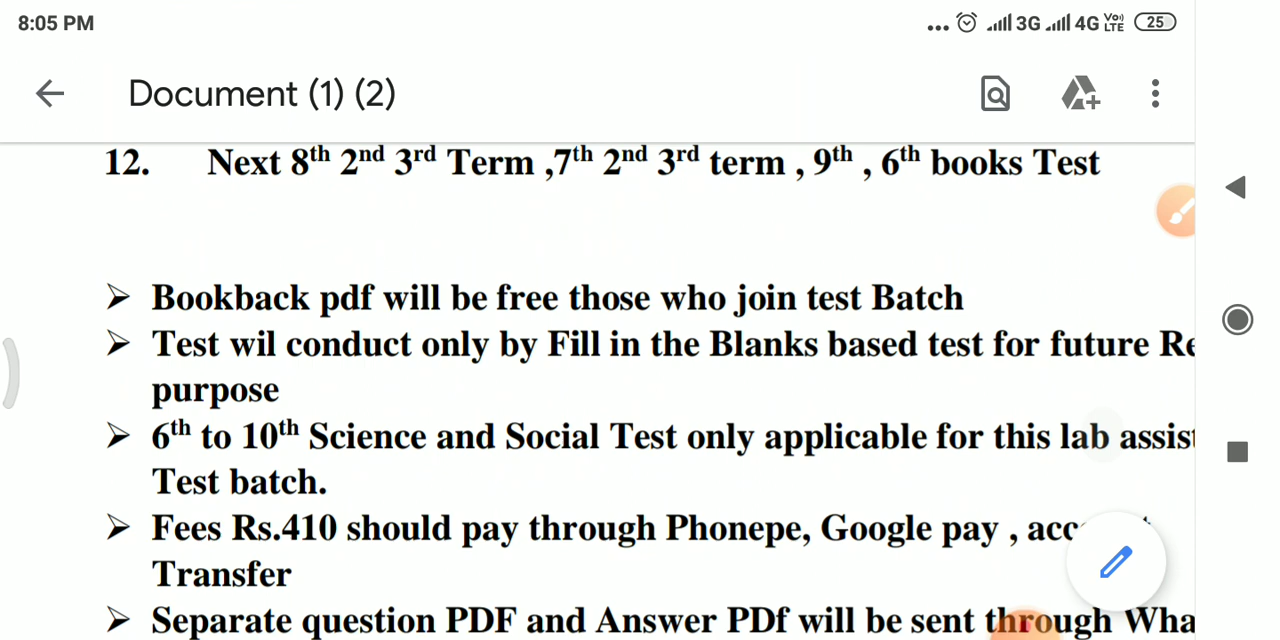 8:05 PM ... 3G 4G VoD LTE 25
Document (1) (2)
12. Next 8th 2nd 3rd Term ,7th 2nd 3rd term , 9th , 6th books Test
➢ Bookback pdf will be free those who join test Batch
➢ Test wil conduct only by Fill in the Blanks based test for future
purpose
➢ 6th to 10th Science and Social Test only applicable for this lab
Test batch.
➢ Fees Rs.410 should pay through Phonepe, Google pay ,
Transfer
➢ Separate question PDF and Answer PDf will be sent through